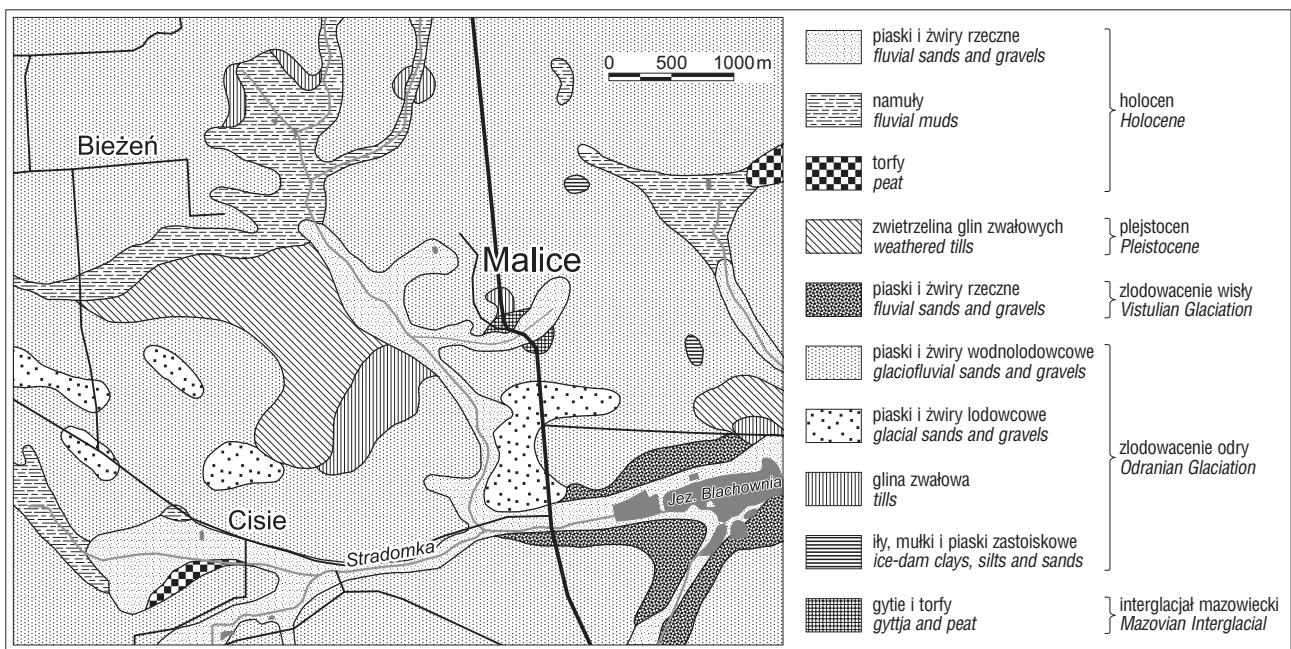 0 500 1000 m
Bieżeń
Malice
Cisie
Stradomka
Jez. Blachownia
piaski i żwiry rzeczne
fluvial sands and gravels
namuły
fluvial muds
torfy
peat
holocen
Holocene
zwietrzelina glin zwałowych
weathered tills
plejstocen
Pleistocene
piaski i żwiry rzeczne
fluvial sands and gravels
zlodowacenie wisły
Vistulian Glaciation
piaski i żwiry wodnolodowcowe
glaciofluvial sands and gravels
piaski i żwiry lodowcowe
glacial sands and gravels
glina zwałowa
tills
iły, mułki i piaski zastoiskowe
ice-dam clays, silts and sands
zlodowacenie odry
Odranian Glaciation
gytie i torfy
gyttja and peat
interglacjał mazowiecki
Mazovian Interglacial